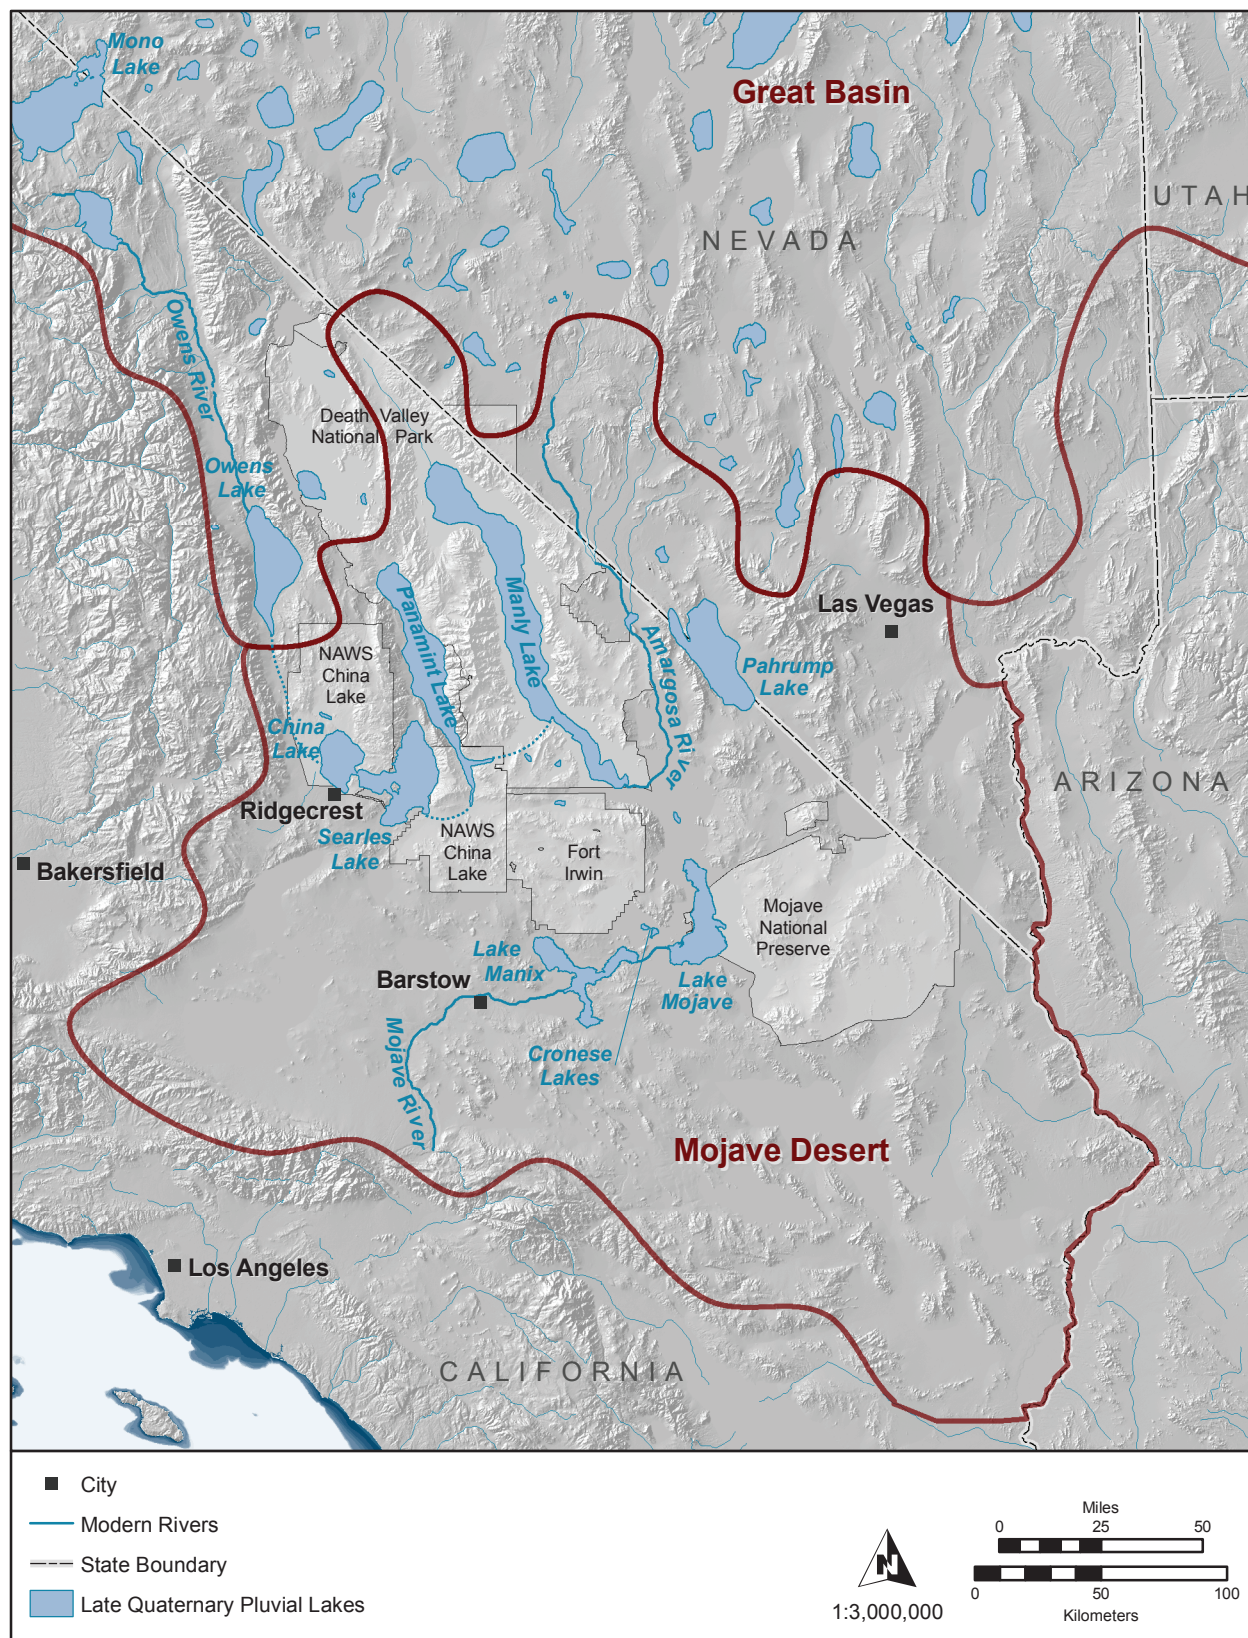 Mono
Lake
Great Basin
UTAH
NEVADA
Owens River
Death Valley
National Park
Owens
Lake
Panamint Lake
Manly Lake
Amargosa River
Las Vegas
Pahrump
Lake
NAWS
China
Lake
China
Lake
ARIZONA
Ridgecrest
Searles
Lake
NAWS
China
Lake
Fort
Irwin
Bakersfield
Mojave
National
Preserve
Lake
Manix
Barstow
Lake
Mojave
Mojave River
Cronese
Lakes
Mojave Desert
Los Angeles
CALIFORNIA
City
Modern Rivers
State Boundary
Late Quaternary Pluvial Lakes
N
1:3,000,000
Miles
0 25 50
0 50 100
Kilometers